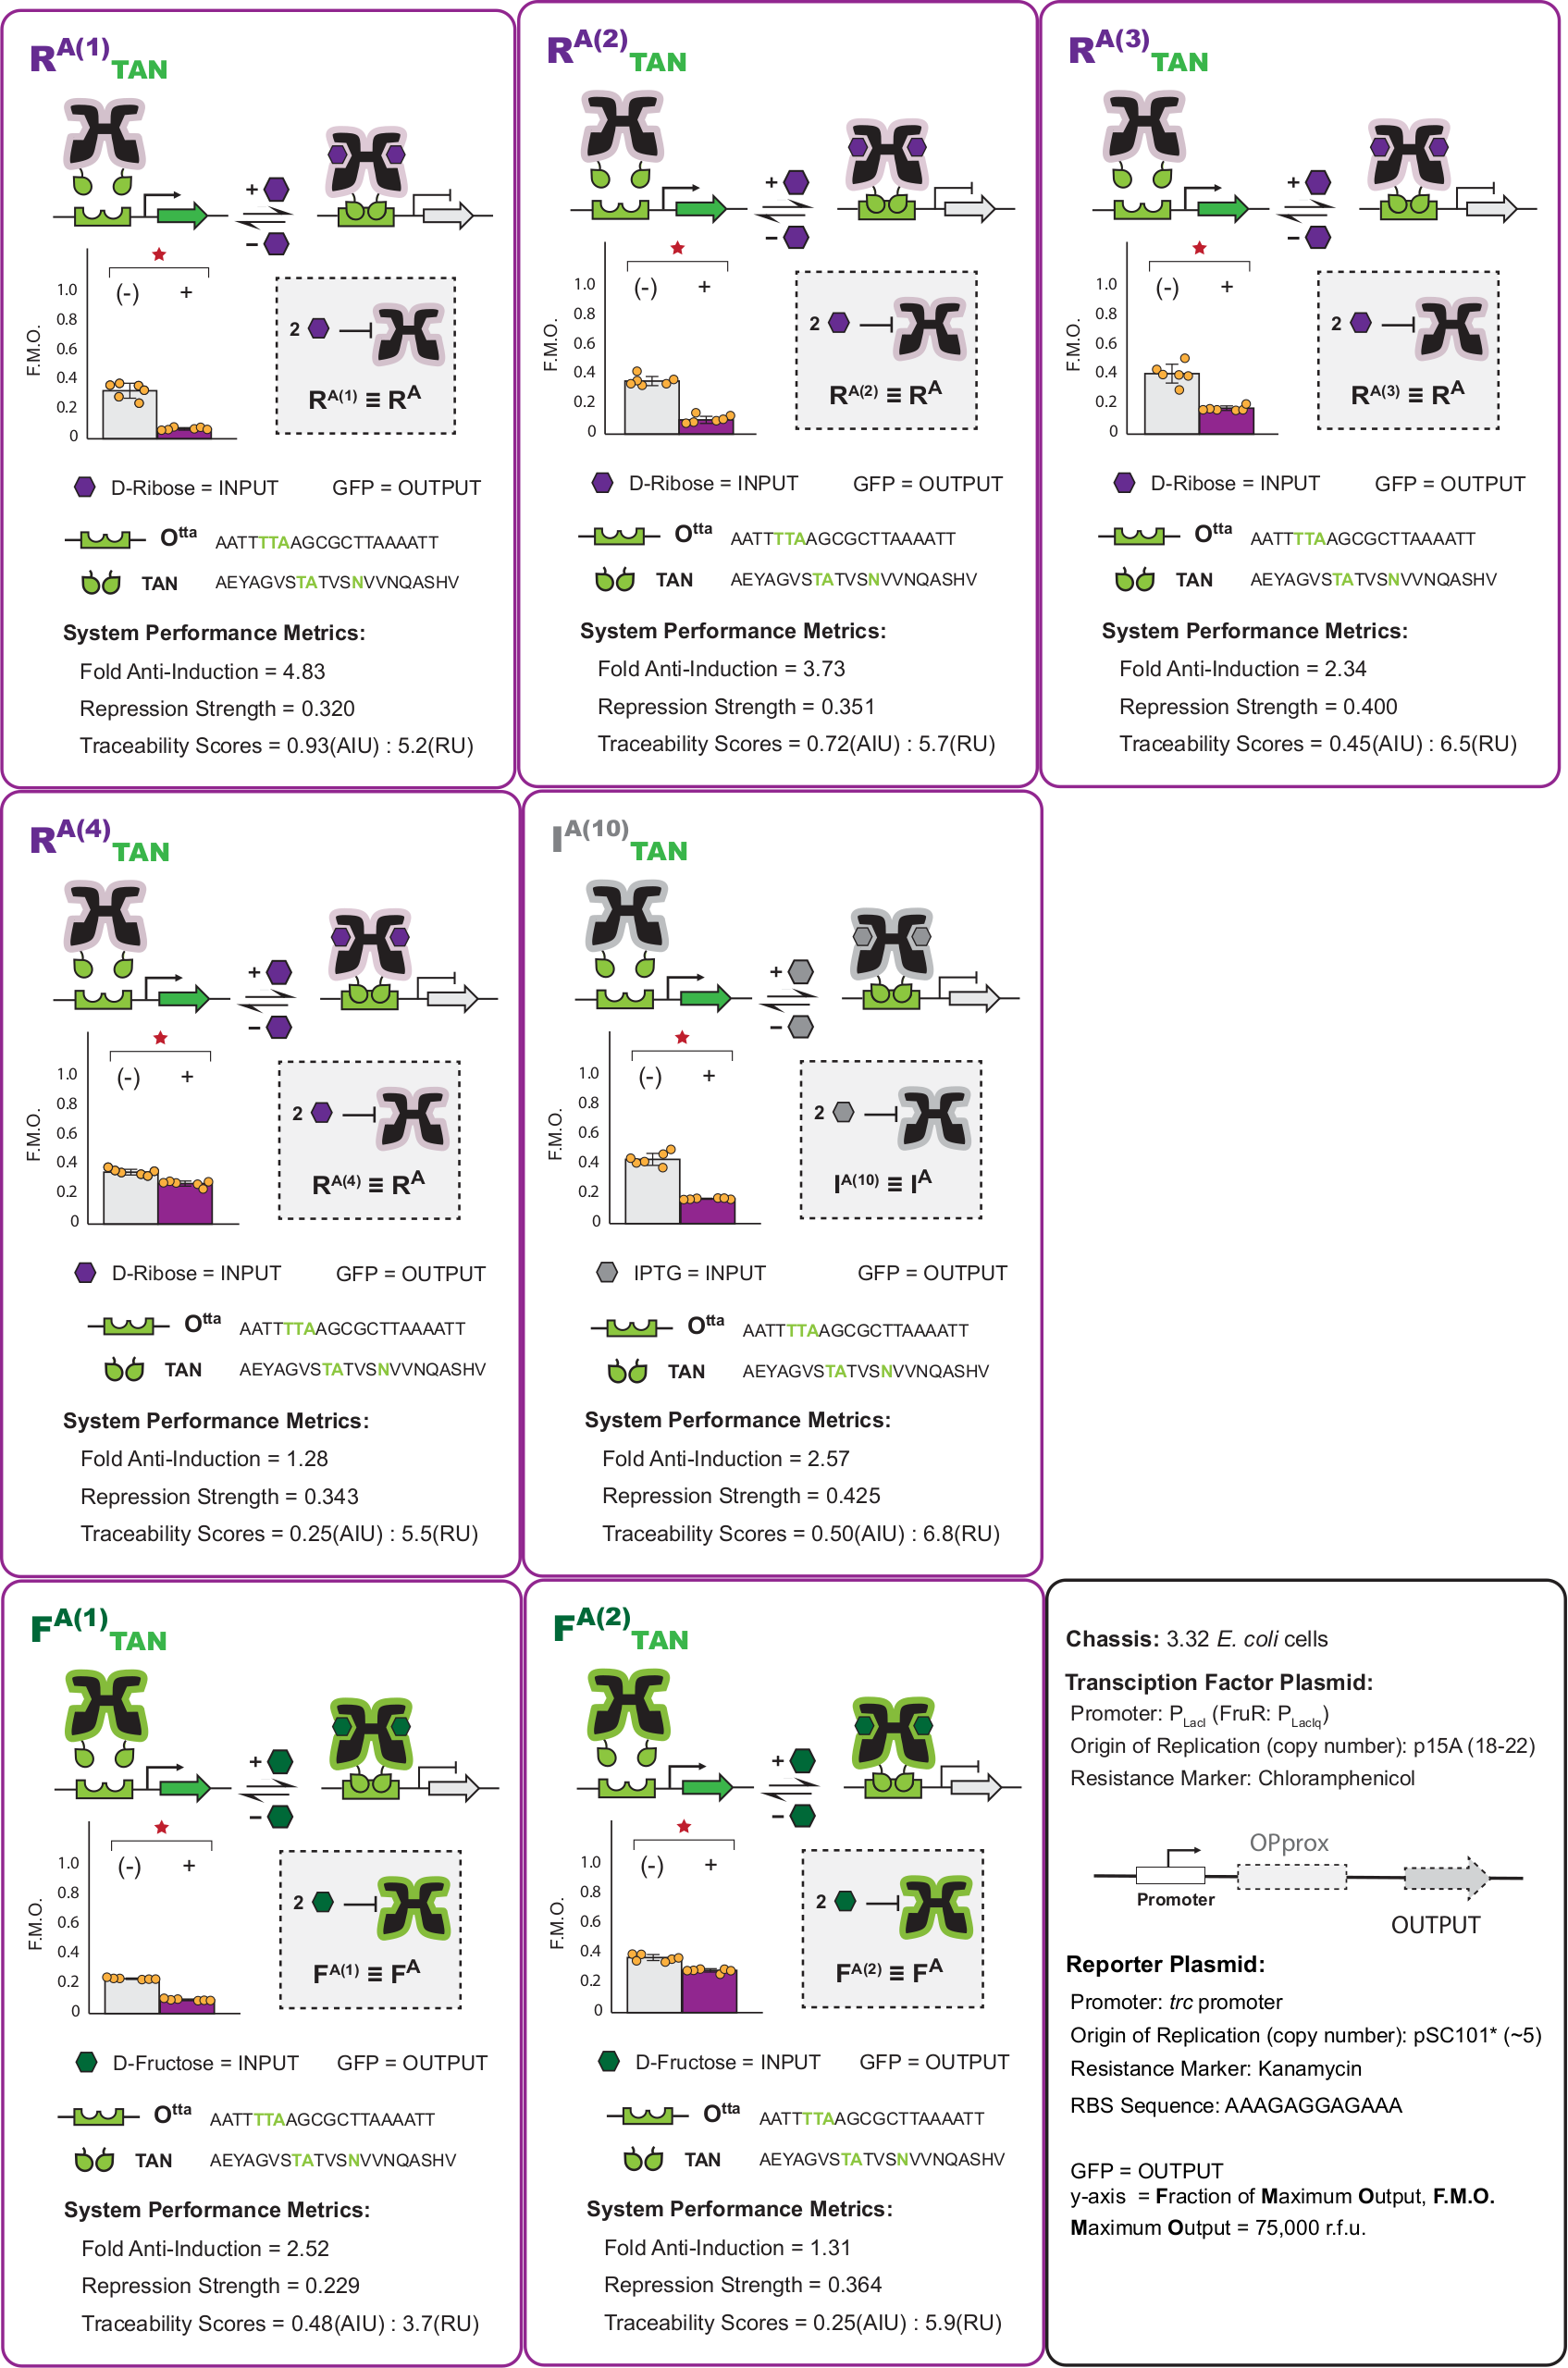 R^A(1) TAN
+
−
1.0
0.8
0.6
0.4
0.2
0
F.M.O.
(-) +
2
R^A(1) ≡ R^A
D-Ribose = INPUT GFP = OUTPUT
O^tta AATTTTAAGCGCTTAAAATT
TAN AEYAGVSTATVSNVVNQASHV
System Performance Metrics:
Fold Anti-Induction = 4.83
Repression Strength = 0.320
Traceability Scores = 0.93(AIU) : 5.2(RU)
R^A(2) TAN
+
−
1.0
0.8
0.6
0.4
0.2
0
F.M.O.
(-) +
2
R^A(2) ≡ R^A
D-Ribose = INPUT GFP = OUTPUT
O^tta AATTTTAAGCGCTTAAAATT
TAN AEYAGVSTATVSNVVNQASHV
System Performance Metrics:
Fold Anti-Induction = 3.73
Repression Strength = 0.351
Traceability Scores = 0.72(AIU) : 5.7(RU)
R^A(3) TAN
+
−
1.0
0.8
0.6
0.4
0.2
0
F.M.O.
(-) +
2
R^A(3) ≡ R^A
D-Ribose = INPUT GFP = OUTPUT
O^tta AATTTTAAGCGCTTAAAATT
TAN AEYAGVSTATVSNVVNQASHV
System Performance Metrics:
Fold Anti-Induction = 2.34
Repression Strength = 0.400
Traceability Scores = 0.45(AIU) : 6.5(RU)
R^A(4) TAN
+
−
1.0
0.8
0.6
0.4
0.2
0
F.M.O.
(-) +
2
R^A(4) ≡ R^A
D-Ribose = INPUT GFP = OUTPUT
O^tta AATTTTAAGCGCTTAAAATT
TAN AEYAGVSTATVSNVVNQASHV
System Performance Metrics:
Fold Anti-Induction = 1.28
Repression Strength = 0.343
Traceability Scores = 0.25(AIU) : 5.5(RU)
I^A(10) TAN
+
−
1.0
0.8
0.6
0.4
0.2
0
F.M.O.
(-) +
2
I^A(10) ≡ I^A
IPTG = INPUT GFP = OUTPUT
O^tta AATTTTAAGCGCTTAAAATT
TAN AEYAGVSTATVSNVVNQASHV
System Performance Metrics:
Fold Anti-Induction = 2.57
Repression Strength = 0.425
Traceability Scores = 0.50(AIU) : 6.8(RU)
F^A(1) TAN
+
−
1.0
0.8
0.6
0.4
0.2
0
F.M.O.
(-) +
2
F^A(1) ≡ F^A
D-Fructose = INPUT GFP = OUTPUT
O^tta AATTTTAAGCGCTTAAAATT
TAN AEYAGVSTATVSNVVNQASHV
System Performance Metrics:
Fold Anti-Induction = 2.52
Repression Strength = 0.229
Traceability Scores = 0.48(AIU) : 3.7(RU)
F^A(2) TAN
+
−
1.0
0.8
0.6
0.4
0.2
0
F.M.O.
(-) +
2
F^A(2) ≡ F^A
D-Fructose = INPUT GFP = OUTPUT
O^tta AATTTTAAGCGCTTAAAATT
TAN AEYAGVSTATVSNVVNQASHV
System Performance Metrics:
Fold Anti-Induction = 1.31
Repression Strength = 0.364
Traceability Scores = 0.25(AIU) : 5.9(RU)
Chassis: 3.32 E. coli cells
Transciption Factor Plasmid:
Promoter: P_LacI (FruR: P_LacIq)
Origin of Replication (copy number): p15A (18-22)
Resistance Marker: Chloramphenicol
OPprox
Promoter
OUTPUT
Reporter Plasmid:
Promoter: trc promoter
Origin of Replication (copy number): pSC101* (~5)
Resistance Marker: Kanamycin
RBS Sequence: AAAGAGGAGAAA
GFP = OUTPUT
y-axis = Fraction of Maximum Output, F.M.O.
Maximum Output = 75,000 r.f.u.